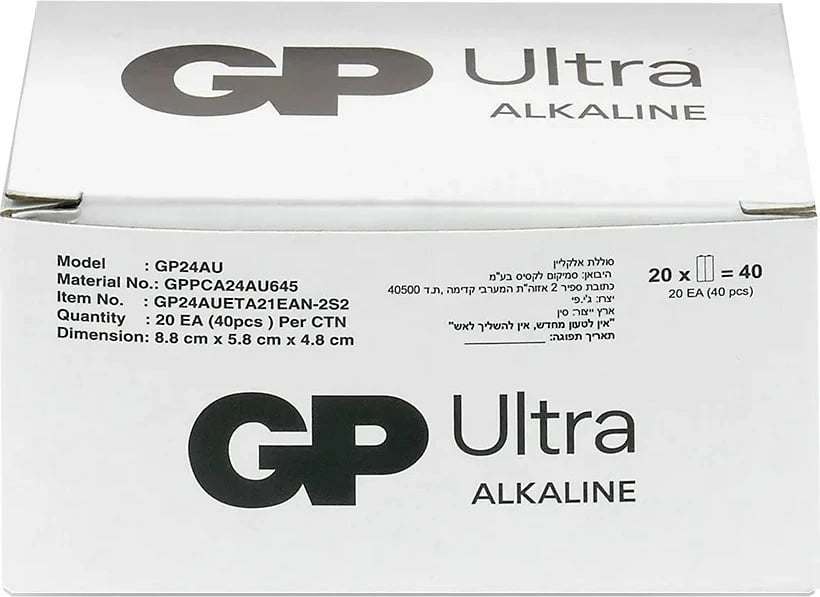 GP Ultra
ALKALINE
Model : GP24AU
Material No.: GPPCA24AU645
Item No. : GP24AUETA21EAN-2S2
Quantity : 20 EA (40pcs ) Per CTN
Dimension: 8.8 cm x 5.8 cm x 4.8 cm
סוללת אלקליין
היבואן: סמיקום לקסיס בע"מ
כתובת ספיר 2 אזוה"ת המערבי קדימה ,ת.ד 40500
יצרן: ג'י.פי
ארץ ייצור: סין
"אין לטעון מחדש, אין להשליך לאש"
תאריך תפוגה: ____________
20 x = 40
20 EA (40 pcs)
GP Ultra
ALKALINE